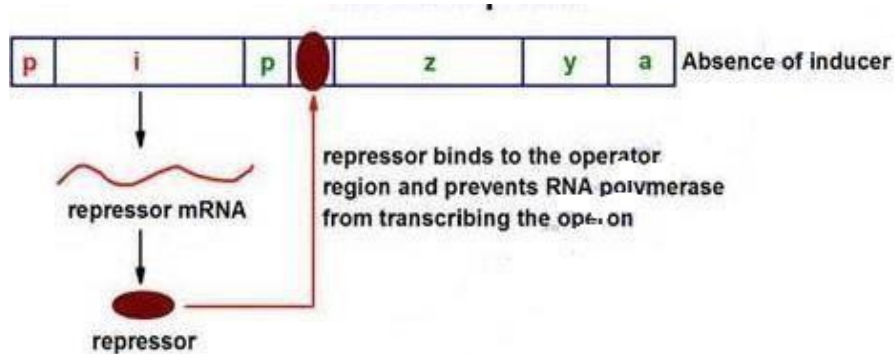 p i p z y a Absence of inducer
repressor binds to the operator
region and prevents RNA polymerase
from transcribing the operon
repressor mRNA
repressor